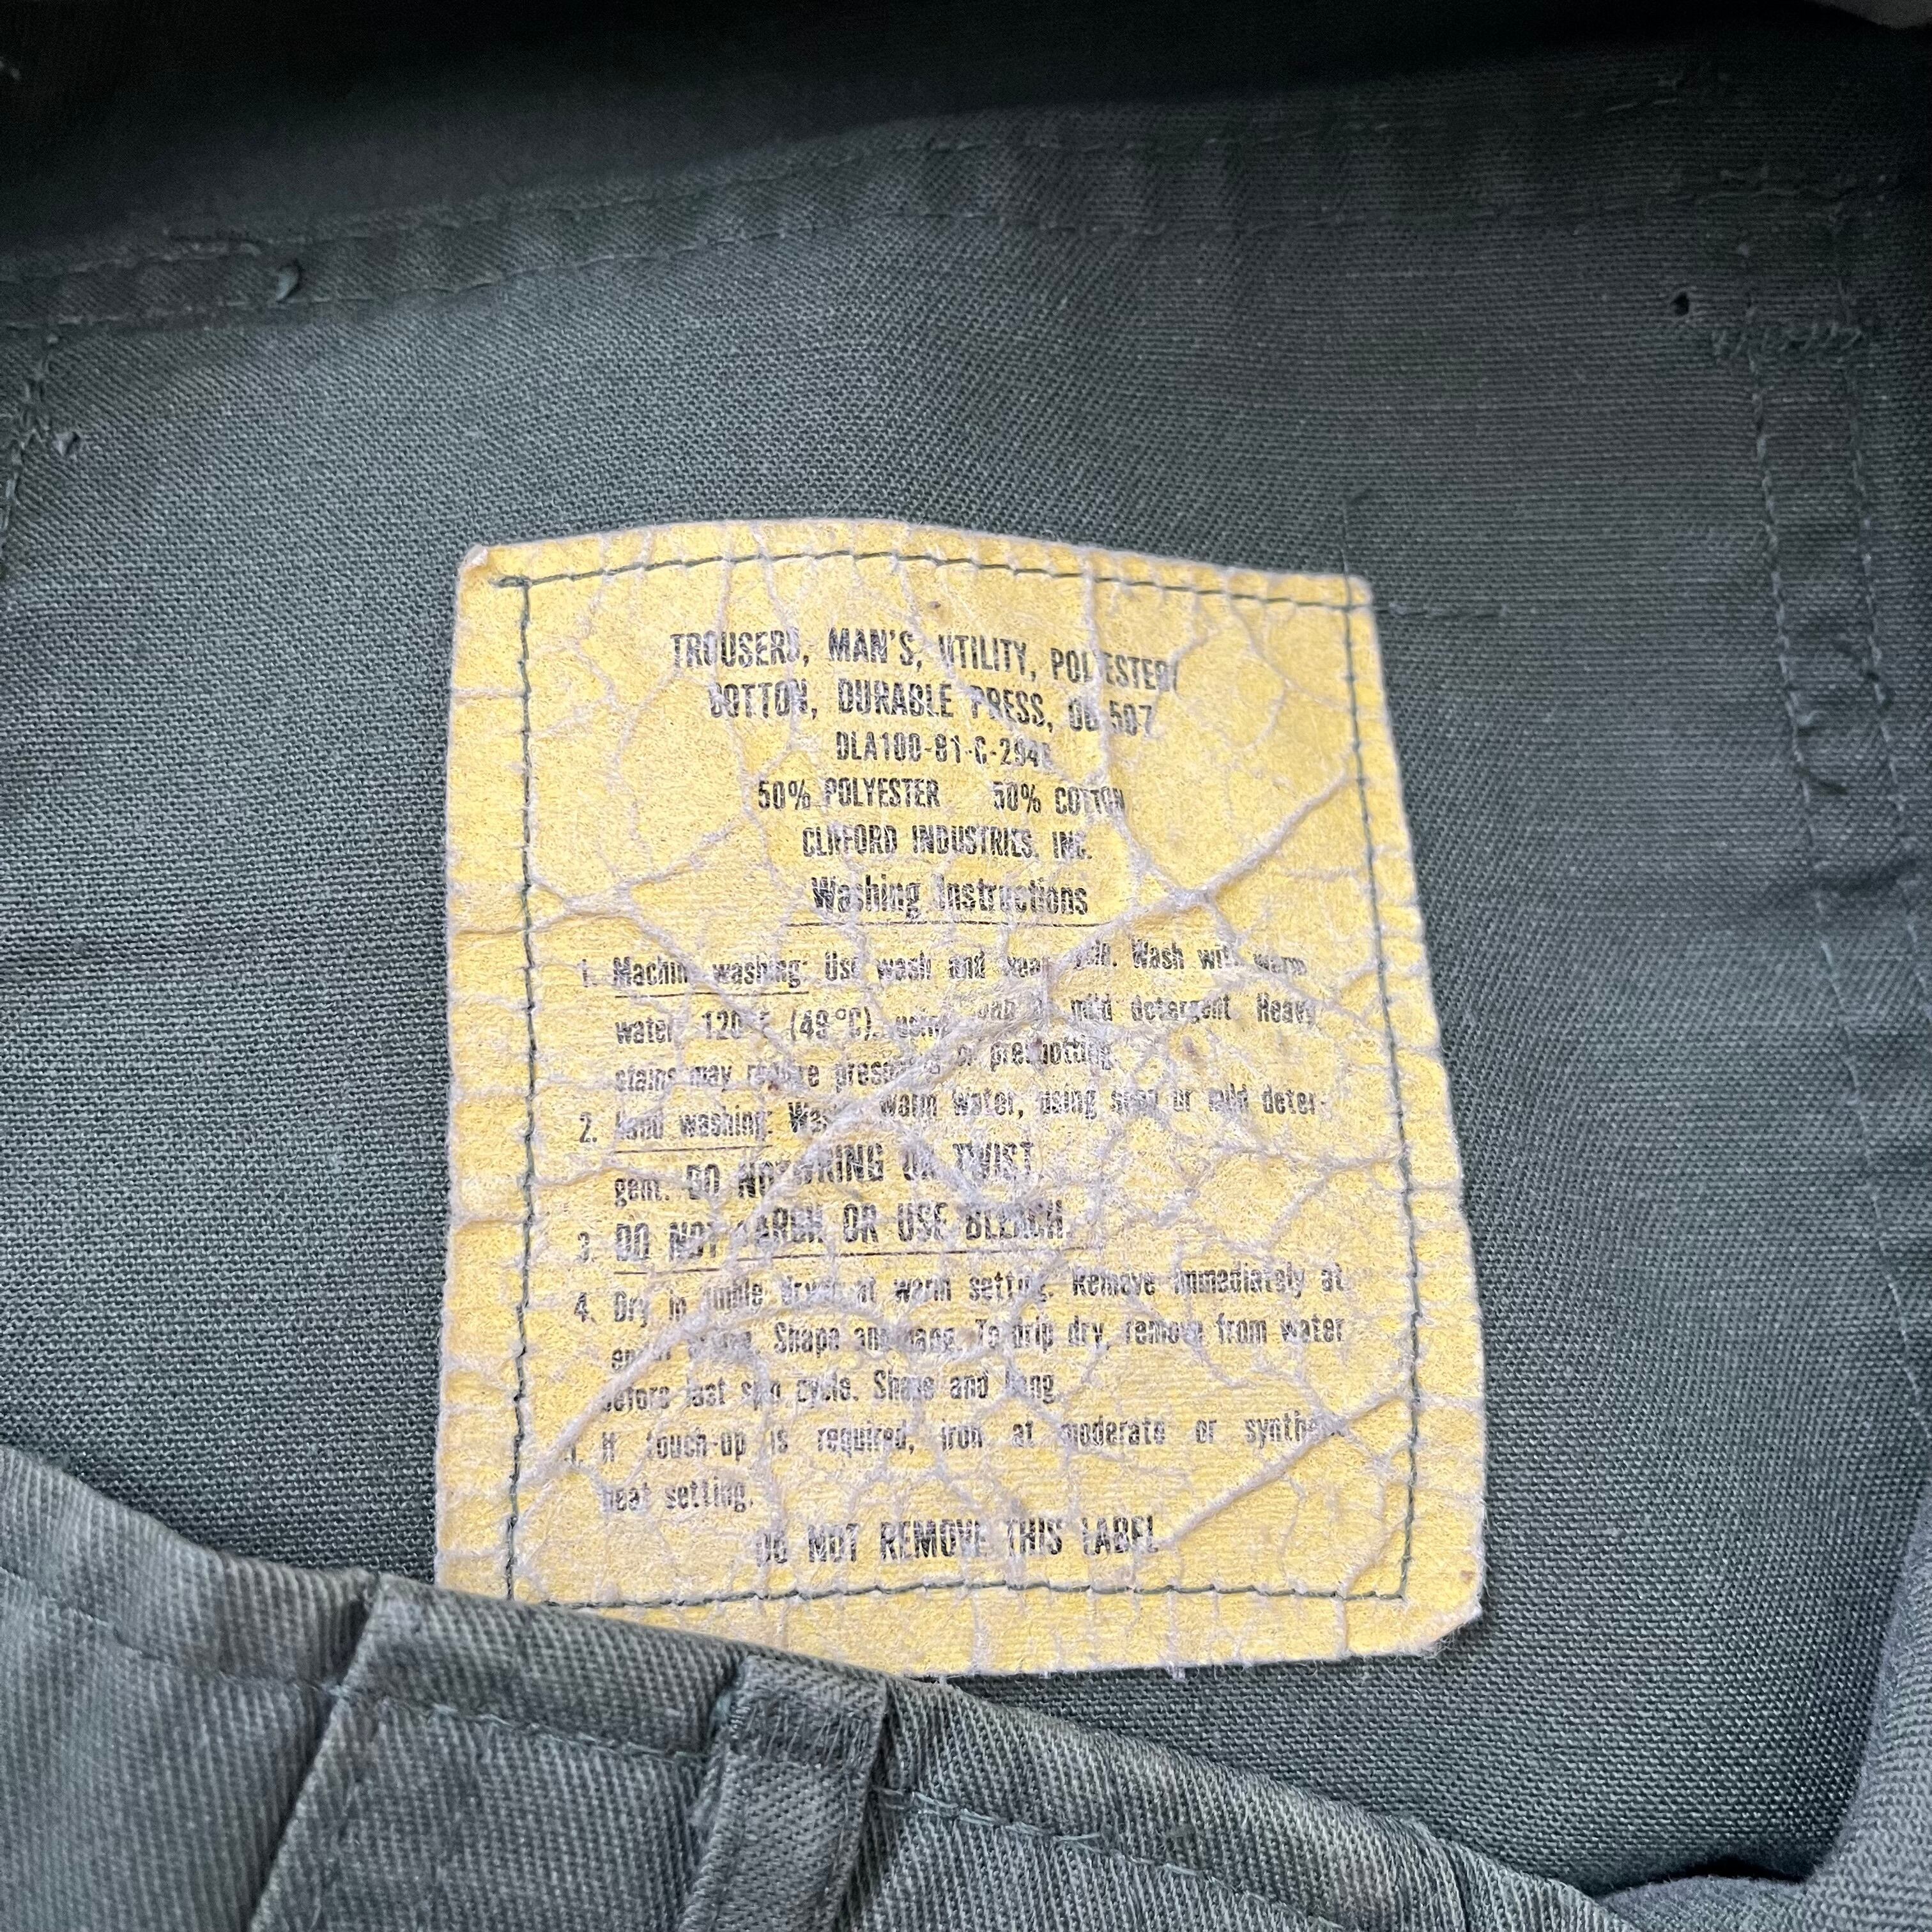 TROUSERS, MAN'S, UTILITY, POLYESTER/
COTTON, DURABLE PRESS, OG 507
DLA100-81-C-294
50% POLYESTER 50% COTTON
CLIFFORD INDUSTRIES, INC.
Washing Instructions
1. Machine washing: Use wash and wear cycle. Wash with warm
water, 120°F (49°C), using soap or mild detergent. Heavy
stains may require presoaking or prespotting.
2. Hand washing: Wash warm water, using soap or mild deter-
gent. DO NOT WRING OR TWIST
3. DO NOT STARCH OR USE BLEACH.
4. Dry in tumble dryer at warm setting. Remove immediately at
end of Shape and hang. To drip dry, remove from water
before last spin cycle. Shape and hang.
If touch-up is required, iron at moderate or synthetic
heat setting.
DO NOT REMOVE THIS LABEL